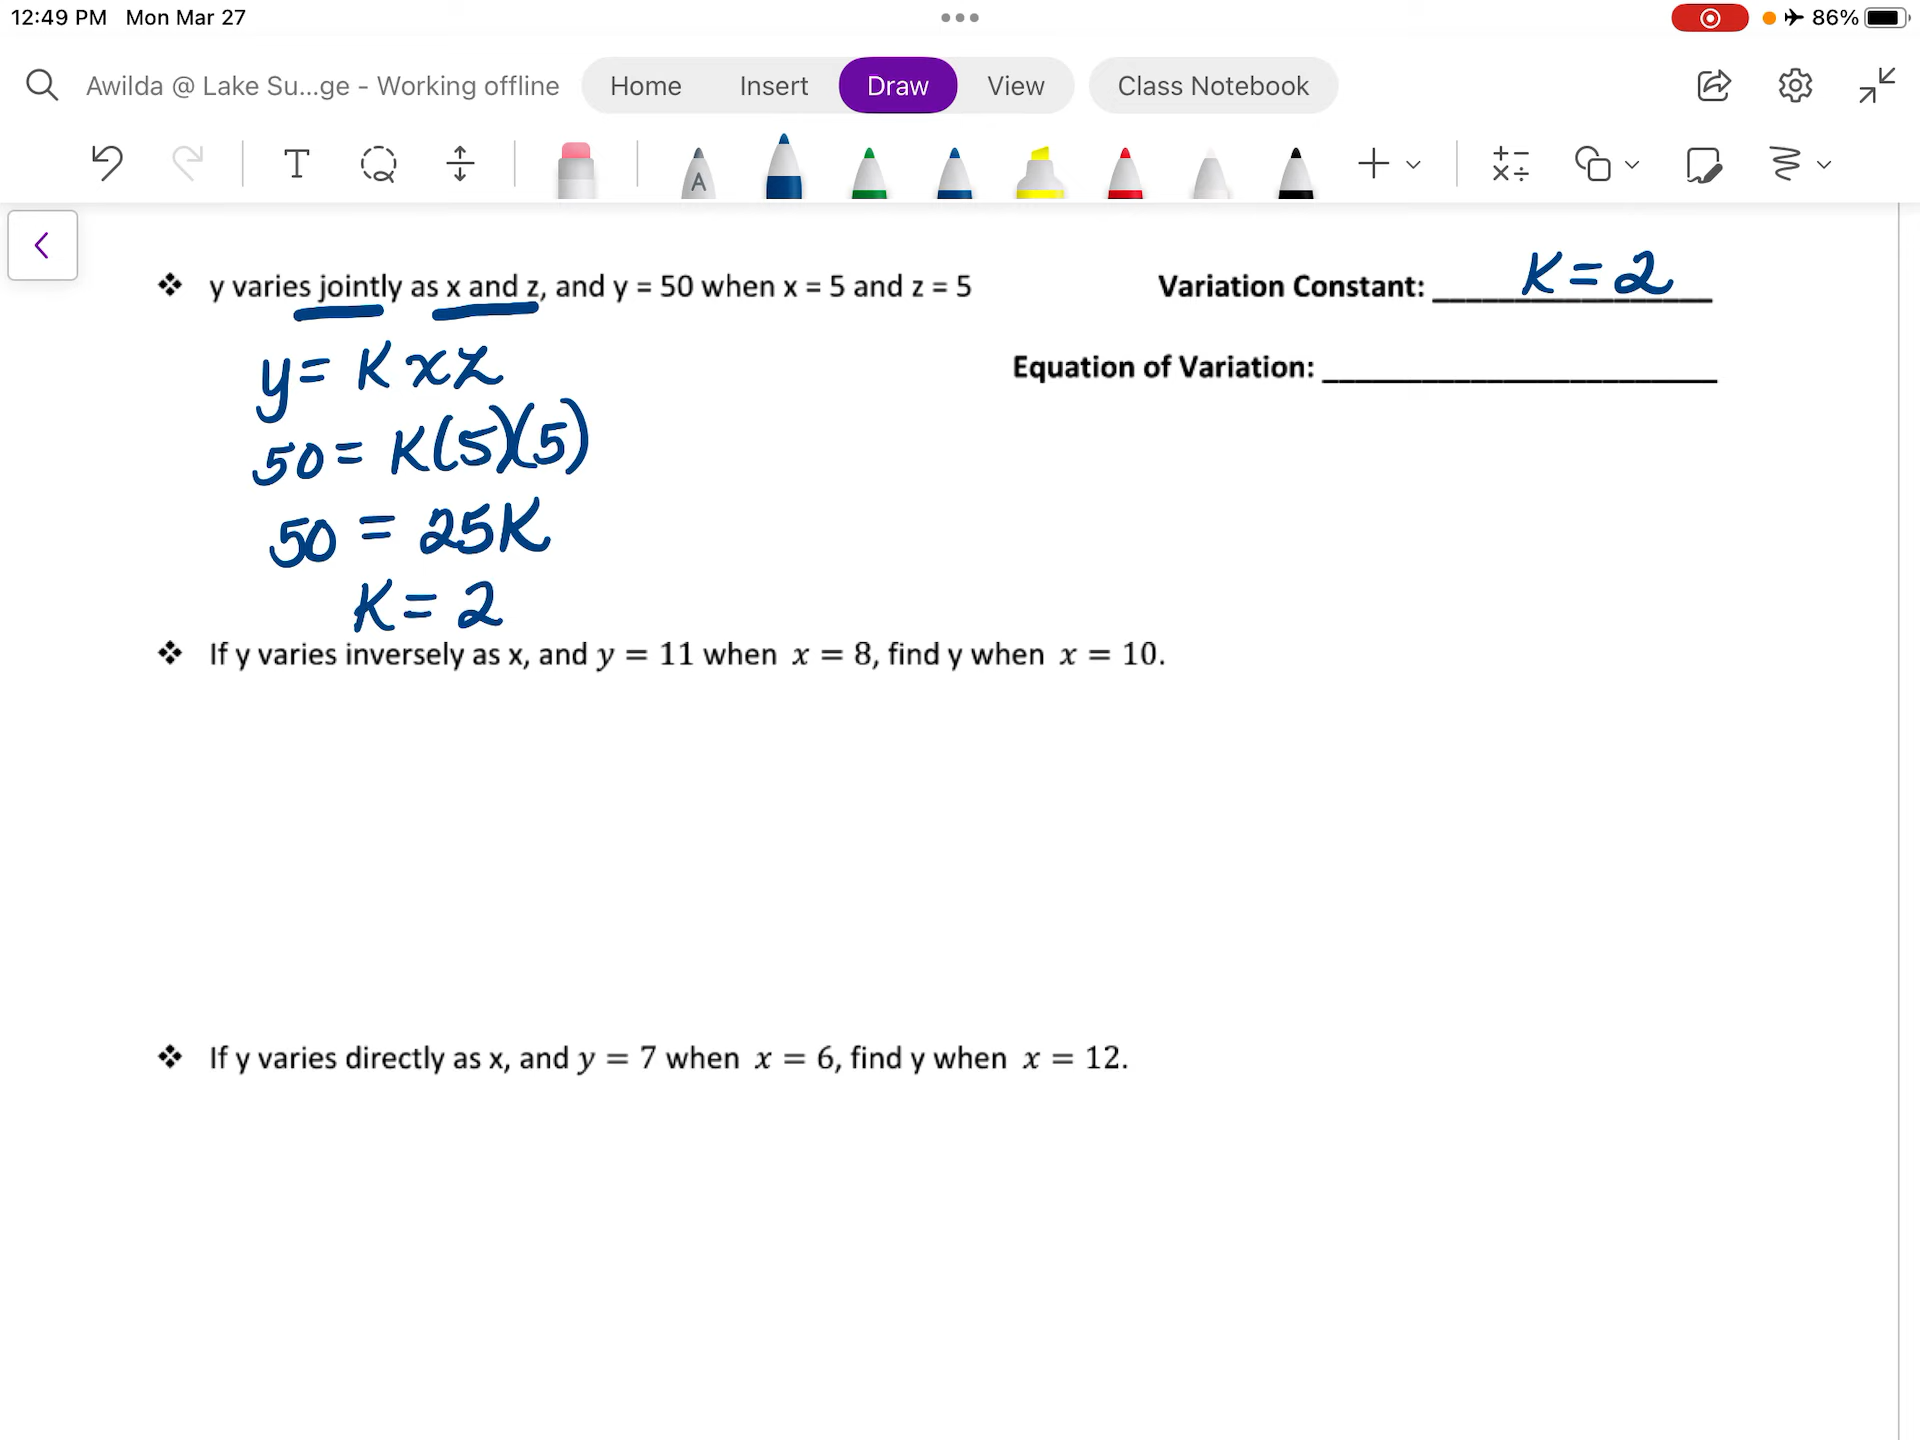 12:49 PM Mon Mar 27
86%
Awilda @ Lake Su...ge - Working offline Home Insert Draw View Class Notebook
T A
❖ y varies jointly as x and z, and y = 50 when x = 5 and z = 5 Variation Constant: K = 2
y = K x z
Equation of Variation:
50 = K(5)(5)
50 = 25K
K = 2
❖ If y varies inversely as x, and y = 11 when x = 8, find y when x = 10.
❖ If y varies directly as x, and y = 7 when x = 6, find y when x = 12.